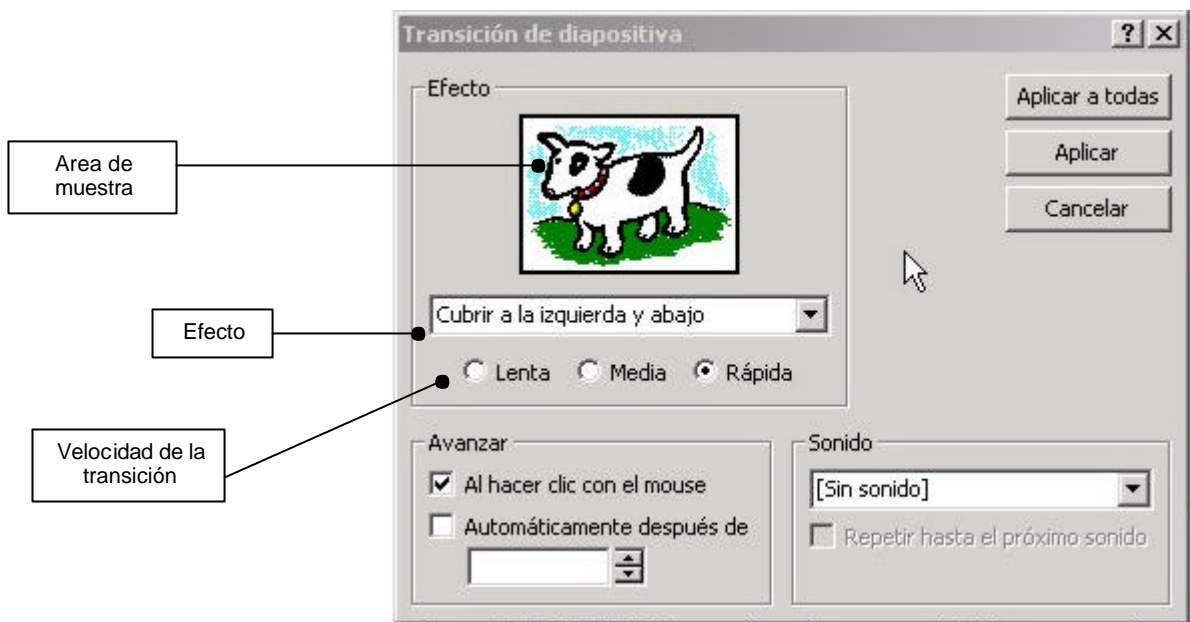 Transición de diapositiva
Efecto
Aplicar a todas
Aplicar
Cancelar
Area de
muestra
Cubrir a la izquierda y abajo
Efecto
Lenta Media Rápida
Velocidad de la
transición
Avanzar
Al hacer clic con el mouse
Automáticamente después de
Sonido
[Sin sonido]
Repetir hasta el próximo sonido